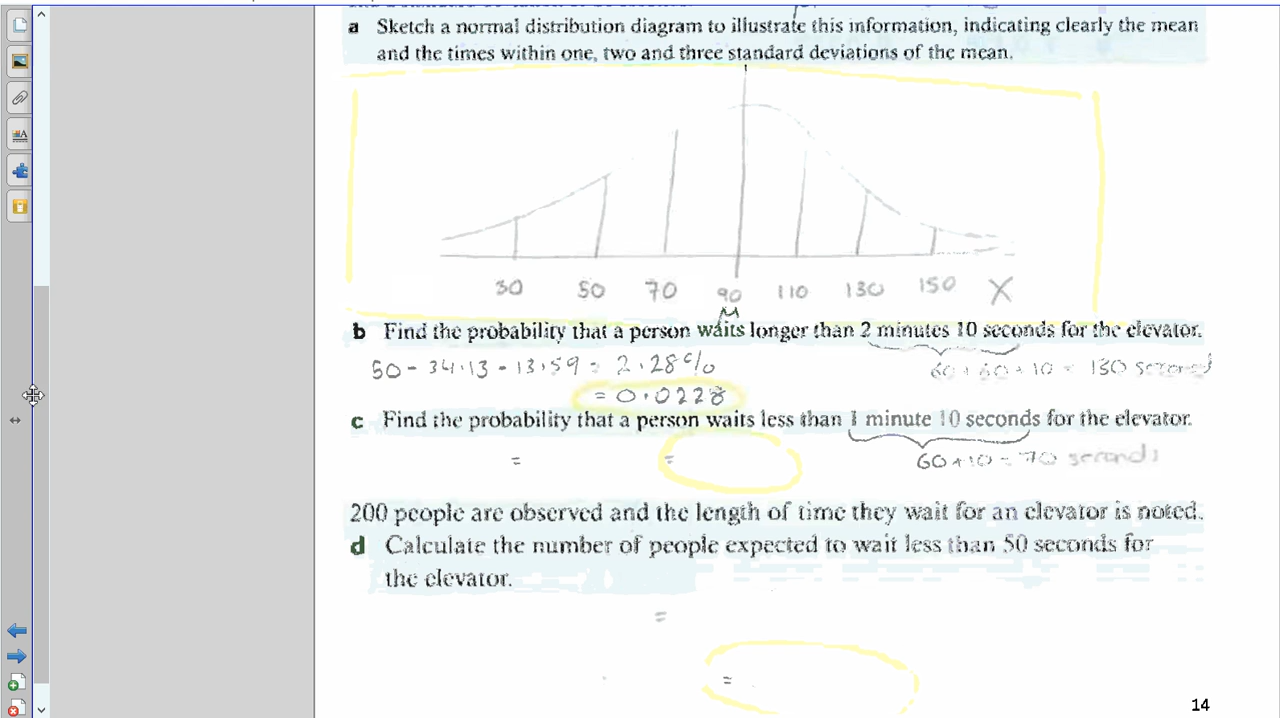 a Sketch a normal distribution diagram to illustrate this information, indicating clearly the mean
and the times within one, two and three standard deviations of the mean.
30 50 70 90 110 130 150 X
μ
b Find the probability that a person waits longer than 2 minutes 10 seconds for the elevator.
50 - 34.13 - 13.59 = 2.28% 60 + 60 + 10 = 130 seconds
= 0.0228
c Find the probability that a person waits less than 1 minute 10 seconds for the elevator.
= = 60+10 = 70 seconds
200 people are observed and the length of time they wait for an elevator is noted.
d Calculate the number of people expected to wait less than 50 seconds for
the elevator.
=
=
14